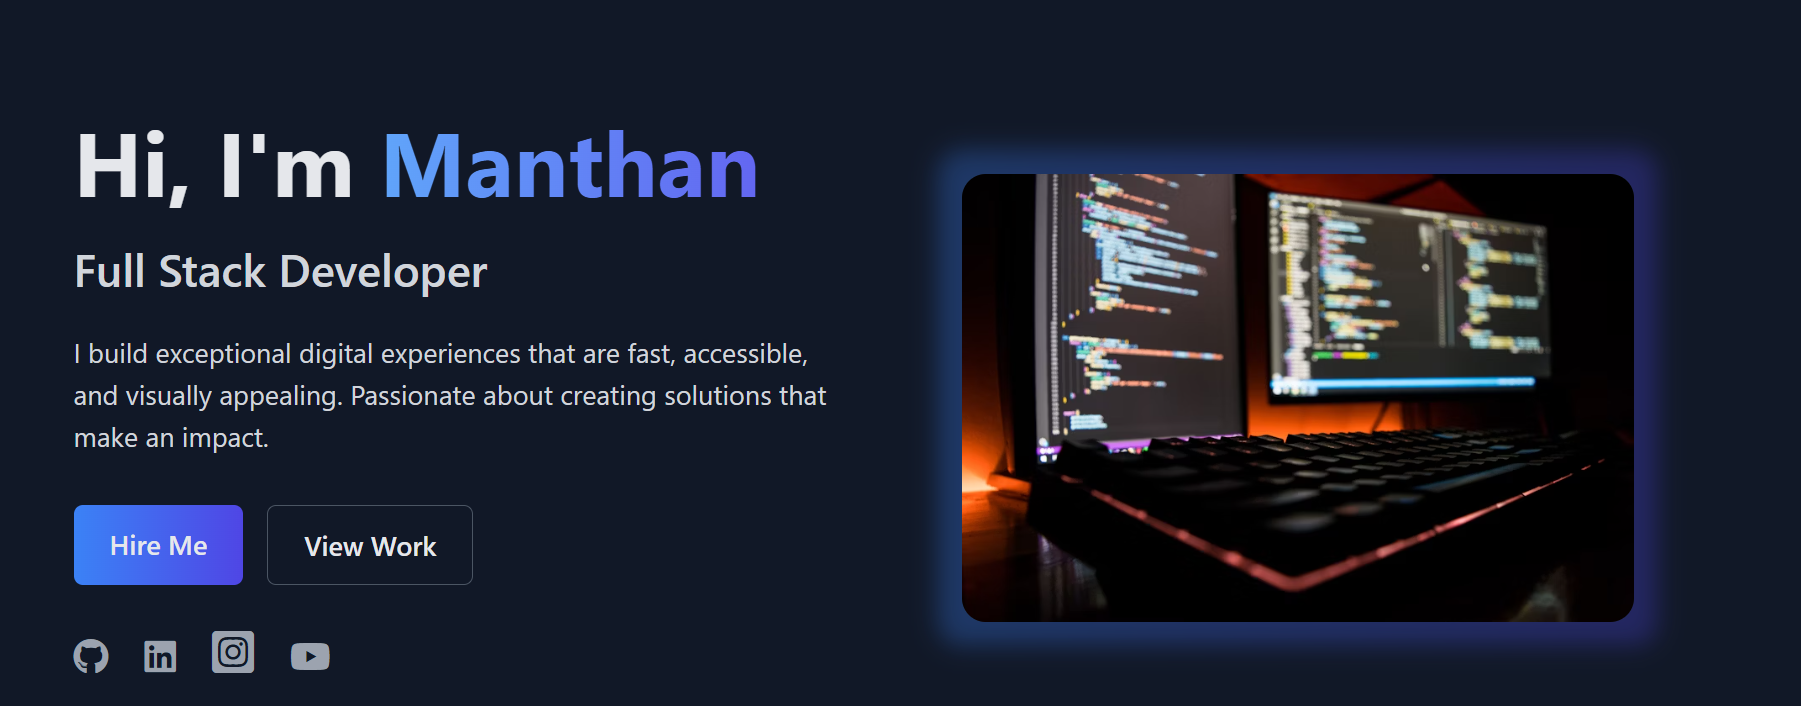 Hi, I'm Manthan
Full Stack Developer
I build exceptional digital experiences that are fast, accessible,
and visually appealing. Passionate about creating solutions that
make an impact.
Hire Me
View Work
in